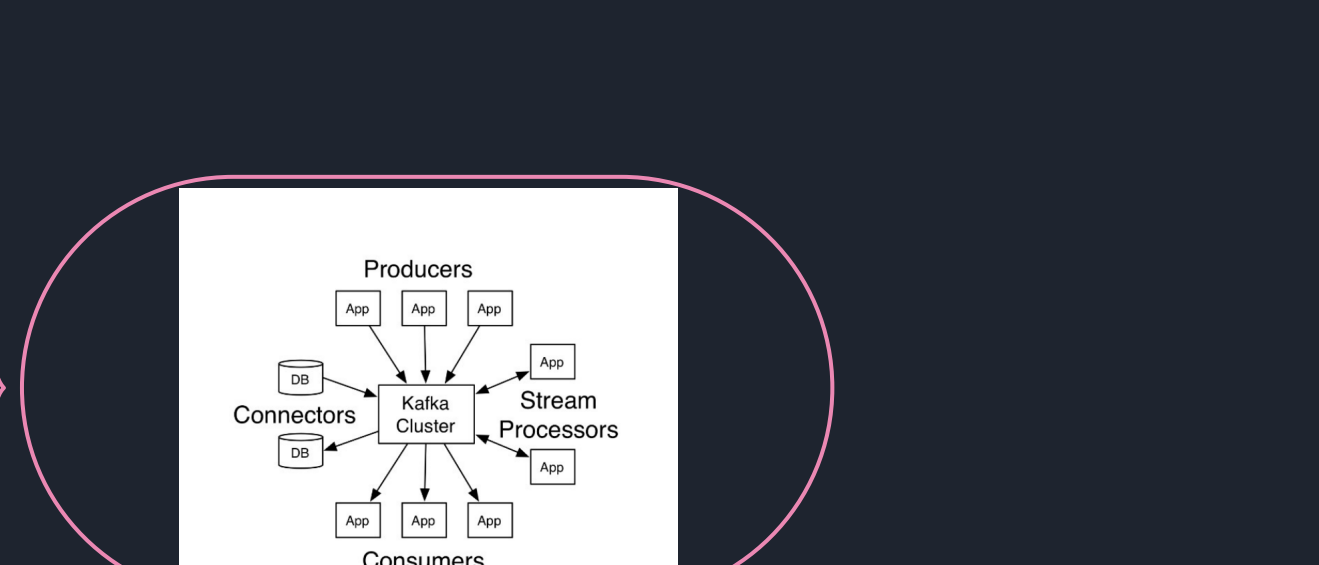 Producers
App
App
App
App
DB
Kafka
Cluster
Stream
Processors
Connectors
DB
App
App
App
App
Consumers